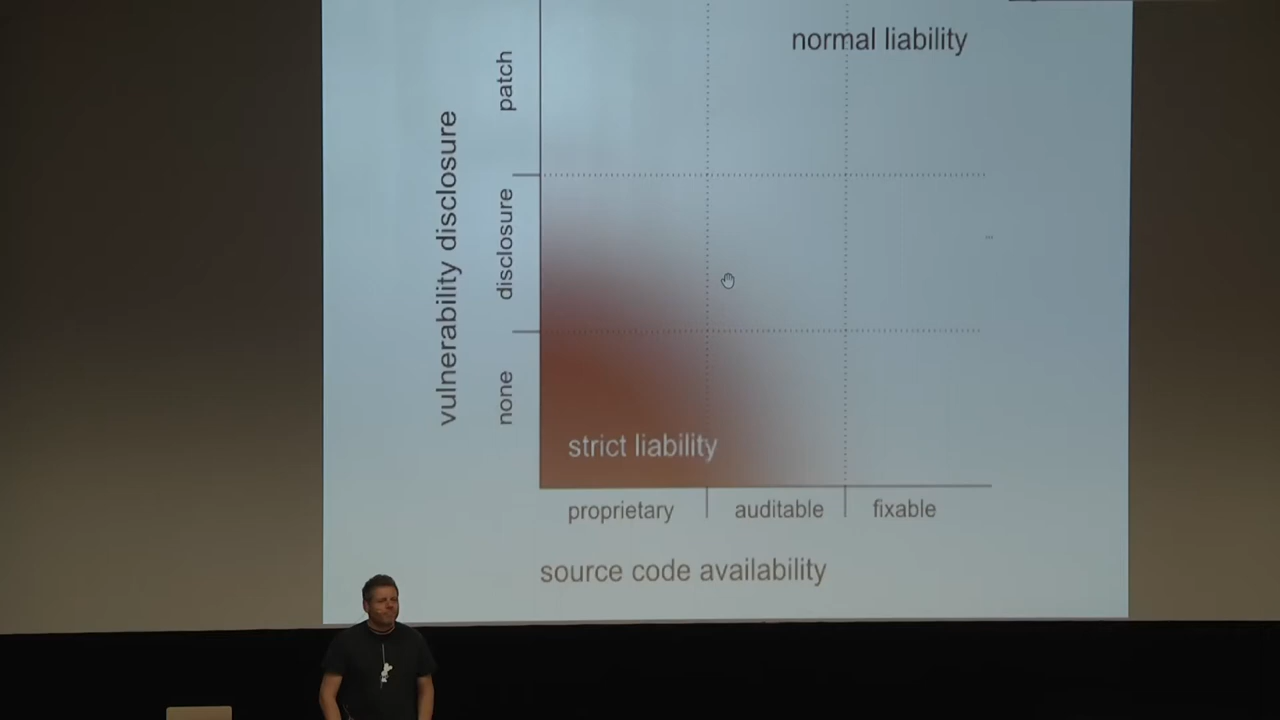 normal liability
patch
vulnerability disclosure
disclosure
none
strict liability
proprietary
auditable
fixable
source code availability